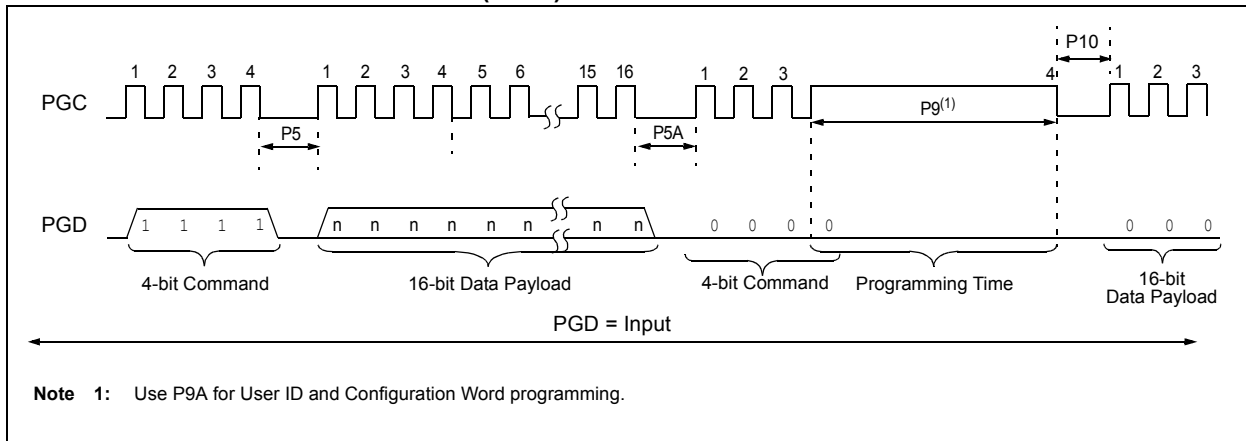 P10
1 2 3 4 1 2 3 4 5 6 15 16 1 2 3 4 1 2 3
PGC
P9(1)
P5
P5A
PGD
1 1 1 1 n n n n n n n n 0 0 0 0 0 0 0
4-bit Command
16-bit Data Payload
4-bit Command
Programming Time
16-bit
Data Payload
PGD = Input
Note 1: Use P9A for User ID and Configuration Word programming.